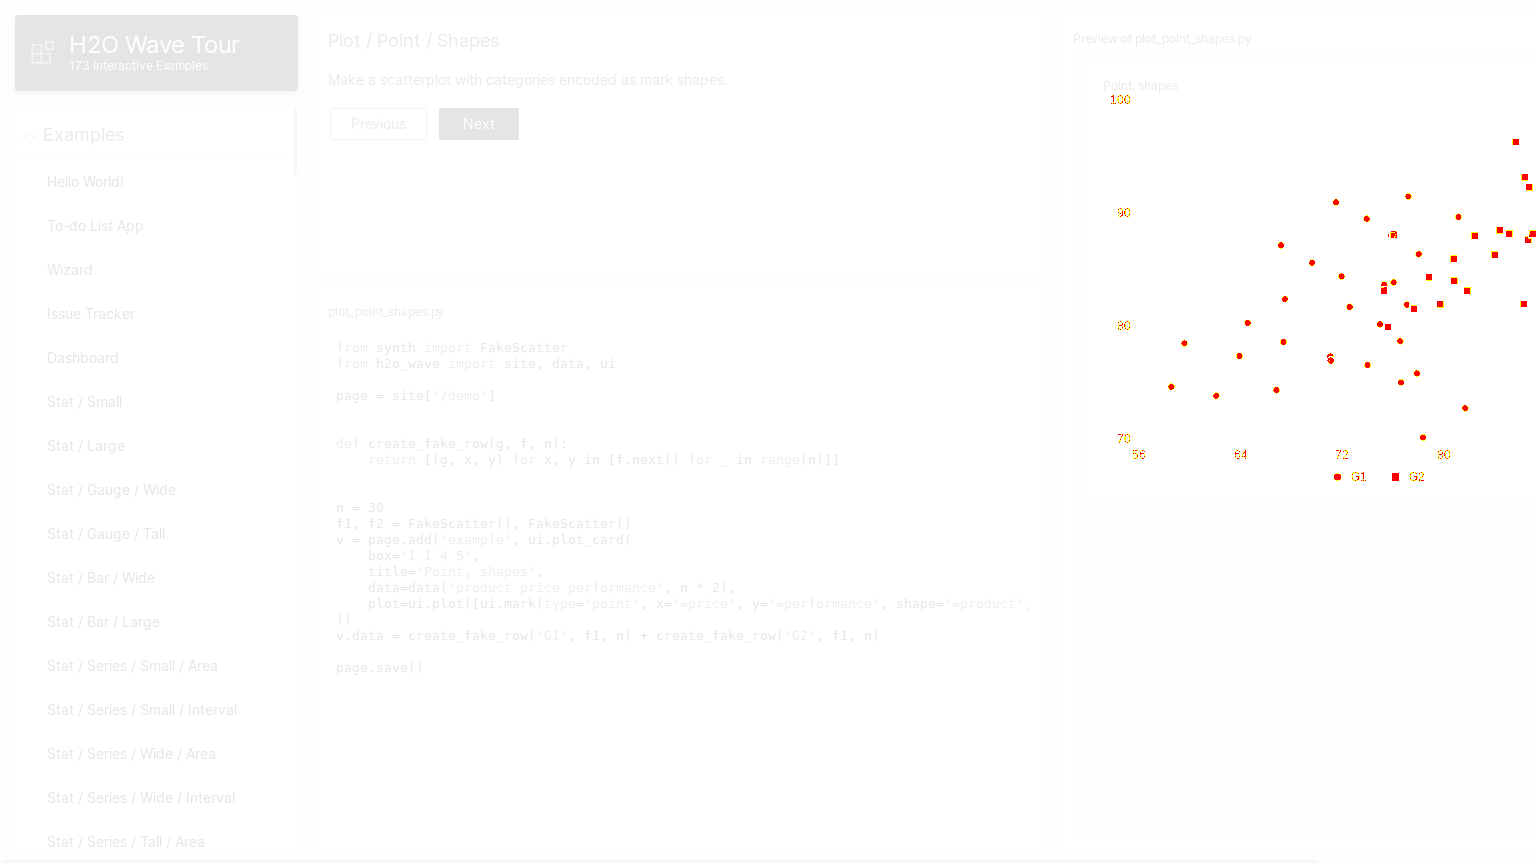 H2O Wave Tour
173 Interactive Examples
Examples
Hello World!
To-do List App
Wizard
Issue Tracker
Dashboard
Stat / Small
Stat / Large
Stat / Gauge / Wide
Stat / Gauge / Tall
Stat / Bar / Wide
Stat / Bar / Large
Stat / Series / Small / Area
Stat / Series / Small / Interval
Stat / Series / Wide / Area
Stat / Series / Wide / Interval
Stat / Series / Tall / Area
Plot / Point / Shapes
Make a scatterplot with categories encoded as mark shapes.
Previous
Next
plot_point_shapes.py
from synth import FakeScatter
from h2o_wave import site, data, ui
page = site['/demo']
def create_fake_row(g, f, n):
    return [(g, x, y) for x, y in [f.next() for _ in range(n)]]
n = 30
f1, f2 = FakeScatter(), FakeScatter()
v = page.add('example', ui.plot_card(
    box='1 1 4 5',
    title='Point, shapes',
    data=data('product price performance', n * 2),
    plot=ui.plot([ui.mark(type='point', x='=price', y='=performance', shape='=product',
))
v.data = create_fake_row('G1', f1, n) + create_fake_row('G2', f1, n)
page.save()
Preview of plot_point_shapes.py
Point, shapes
100
90
80
70
56 64 72 80
G1 G2